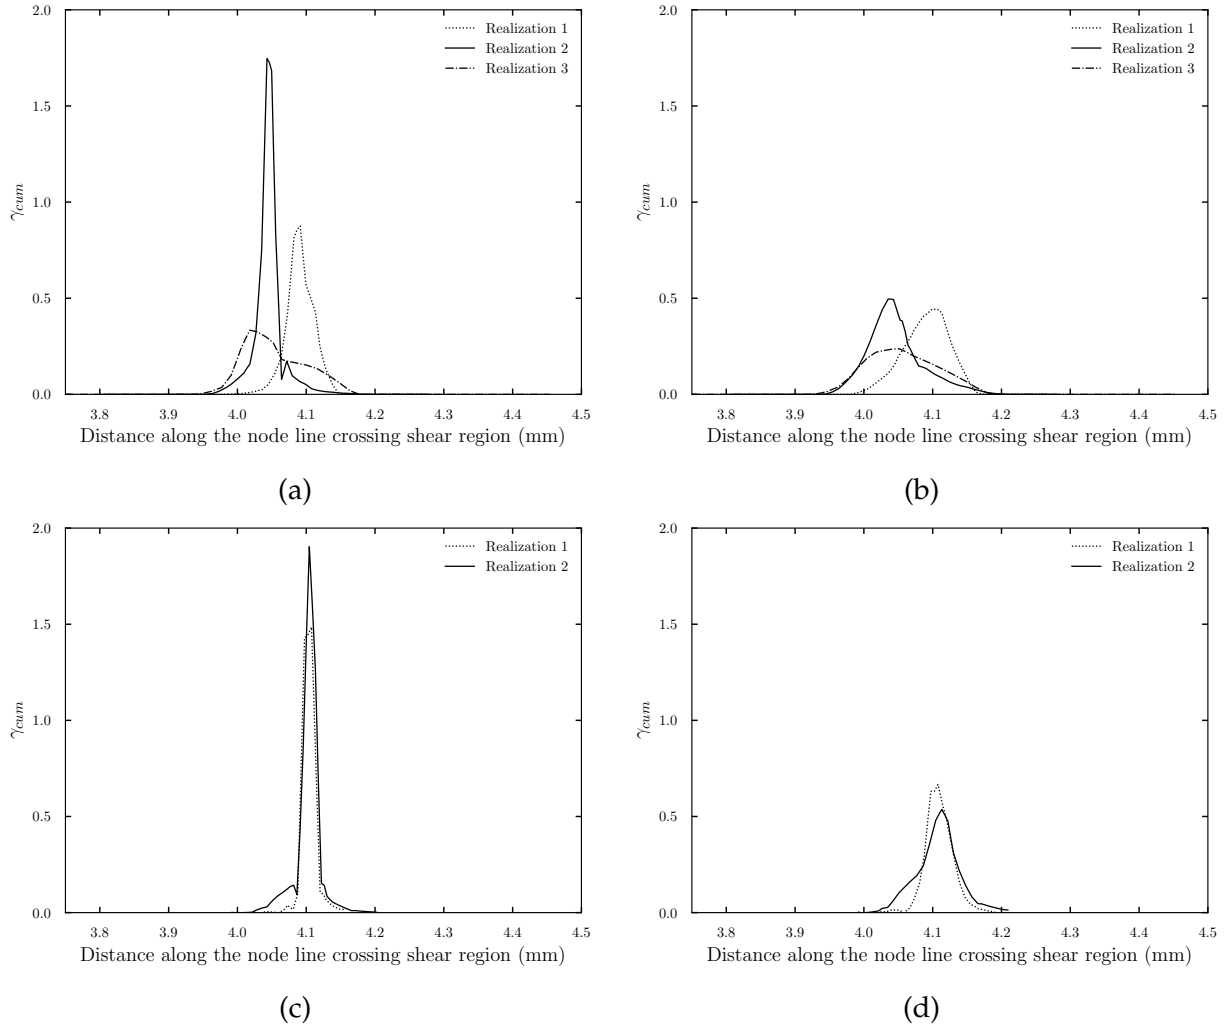 2.0
1.5
1.0
0.5
0.0
γcum
3.8 3.9 4.0 4.1 4.2 4.3 4.4 4.5
Distance along the node line crossing shear region (mm)
Realization 1
Realization 2
Realization 3
(a)
2.0
1.5
1.0
0.5
0.0
γcum
3.8 3.9 4.0 4.1 4.2 4.3 4.4 4.5
Distance along the node line crossing shear region (mm)
Realization 1
Realization 2
Realization 3
(b)
2.0
1.5
1.0
0.5
0.0
γcum
3.8 3.9 4.0 4.1 4.2 4.3 4.4 4.5
Distance along the node line crossing shear region (mm)
Realization 1
Realization 2
(c)
2.0
1.5
1.0
0.5
0.0
γcum
3.8 3.9 4.0 4.1 4.2 4.3 4.4 4.5
Distance along the node line crossing shear region (mm)
Realization 1
Realization 2
(d)